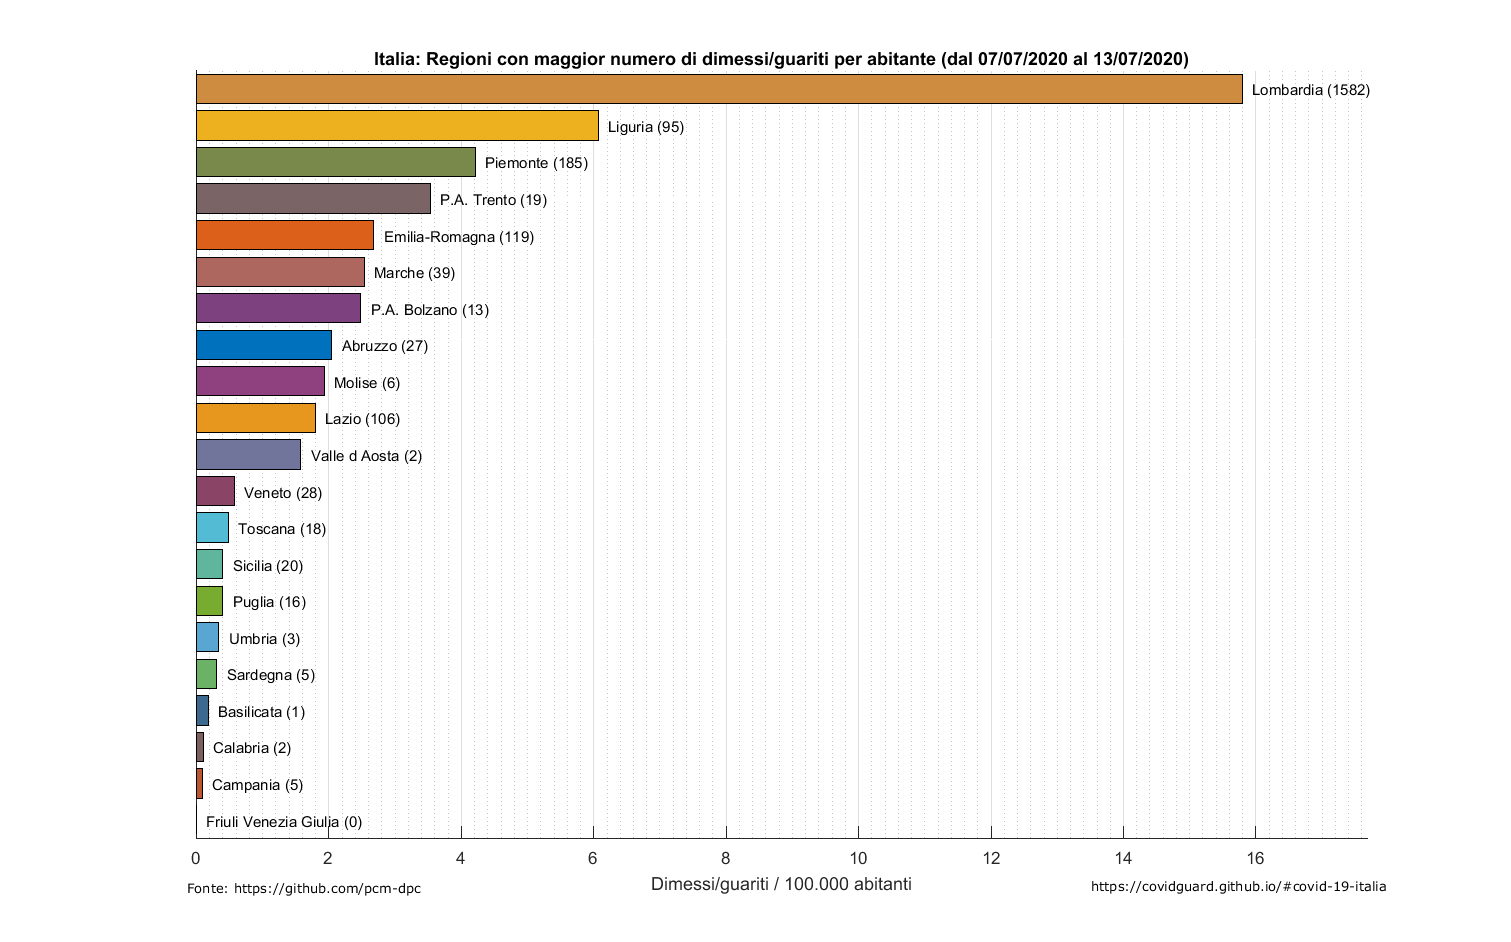 Italia: Regioni con maggior numero di dimessi/guariti per abitante (dal 07/07/2020 al 13/07/2020)
Lombardia (1582)
Liguria (95)
Piemonte (185)
P.A. Trento (19)
Emilia-Romagna (119)
Marche (39)
P.A. Bolzano (13)
Abruzzo (27)
Molise (6)
Lazio (106)
Valle d Aosta (2)
Veneto (28)
Toscana (18)
Sicilia (20)
Puglia (16)
Umbria (3)
Sardegna (5)
Basilicata (1)
Calabria (2)
Campania (5)
Friuli Venezia Giulia (0)
0 2 4 6 8 10 12 14 16
Dimessi/guariti / 100.000 abitanti
Fonte: https://github.com/pcm-dpc
https://covidguard.github.io/#covid-19-italia